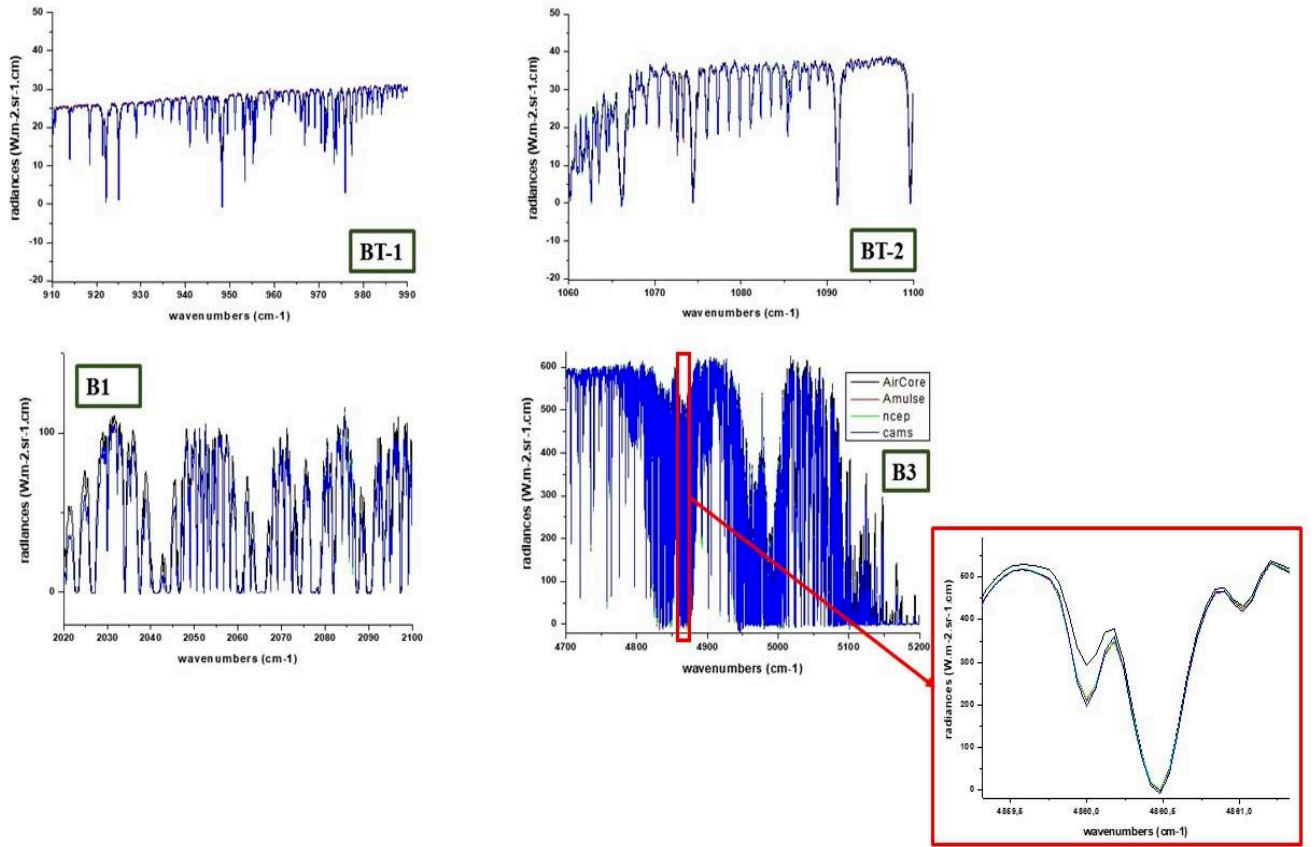 50
40
30
20
10
0
-10
-20
radiances (W.m-2.sr-1.cm)
BT-1
910 920 930 940 950 960 970 980 990
wavenumbers (cm-1)
50
40
30
20
10
0
-10
-20
radiances (W.m-2.sr-1.cm)
BT-2
1060 1070 1080 1090 1100
wavenumbers (cm-1)
B1
100
0
radiances (W.m-2.sr-1.cm)
2020 2030 2040 2050 2060 2070 2080 2090 2100
wavenumbers (cm-1)
600
500
400
300
200
100
0
radiances (W.m-2.sr-1.cm)
AirCore
Amulse
ncep
cams
B3
4700 4800 4900 5000 5100 5200
wavenumbers (cm-1)
400
300
200
100
0
radiances (W.m-2.sr-1.cm)
4859,5 4860,0 4860,5 4861,0
wavenumbers (cm-1)